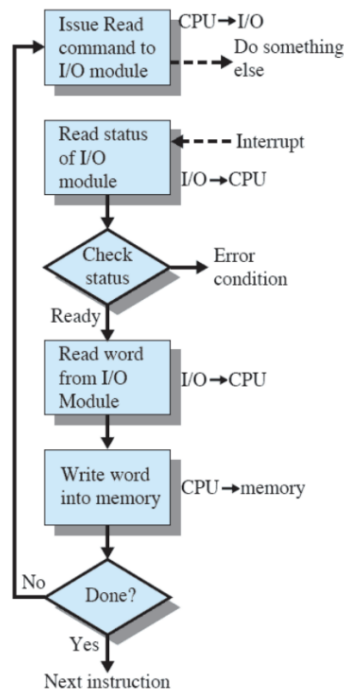 Issue Read
command to
I/O module
CPU→I/O
Do something
else
Read status
of I/O
module
Interrupt
I/O→CPU
Check
status
Error
condition
Ready
Read word
from I/O
Module
I/O→CPU
Write word
into memory
CPU→memory
No
Done?
Yes
Next instruction